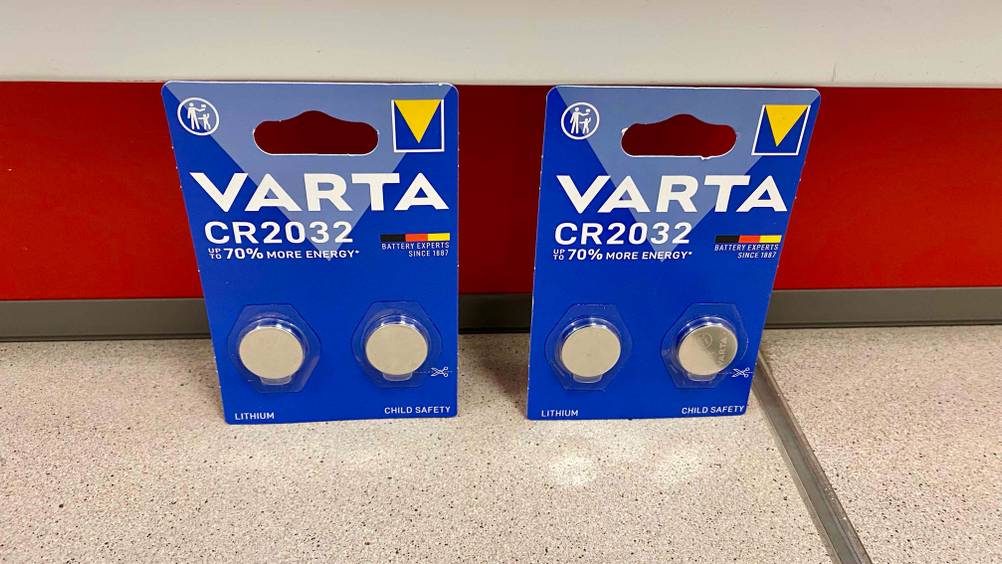 VARTA
CR2032
UP TO 70% MORE ENERGY*
BATTERY EXPERTS
SINCE 1887
LITHIUM
CHILD SAFETY
VARTA
CR2032
UP TO 70% MORE ENERGY*
BATTERY EXPERTS
SINCE 1887
VARTA
LITHIUM
CHILD SAFETY